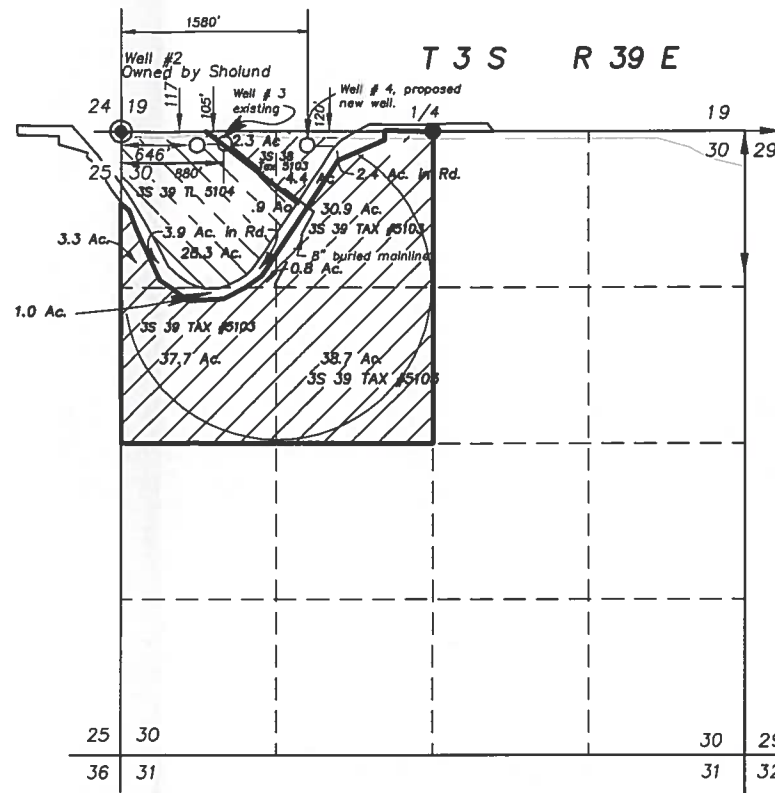 1580'
T 3 S R 39 E
Well #2
Owned by Sholund
117'
105'
Well # 3
existing
Well # 4, proposed
new well.
120'
1/4
24 19
19
25 30
30 29
646'
880'
2.3 Ac
3S 38
Tax 5103
4.4 Ac
3S 39 TL 5104
.9 Ac
2.4 Ac. in Rd.
30.9 Ac.
3S 39 TAX #5103
3.3 Ac.
3.9 Ac. in Rd.
26.3 Ac.
8" buried mainline
0.8 Ac.
1.0 Ac.
3S 39 TAX #5103
37.7 Ac.
38.7 Ac.
3S 39 TAX #5103
25 30
30 29
36 31
31 32